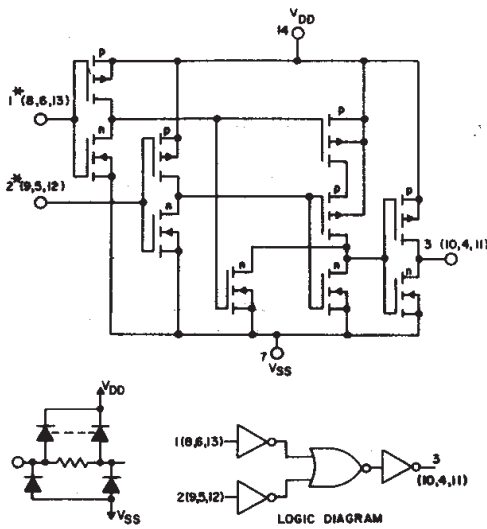 VDD
14
p
1*(8,6,13)
p
n
p
2*(9,5,12)
p
p
n
3 (10,4,11)
n
n
n
7
VSS
VDD
1(8,6,13)
3
(10,4,11)
2(9,5,12)
VSS
LOGIC DIAGRAM